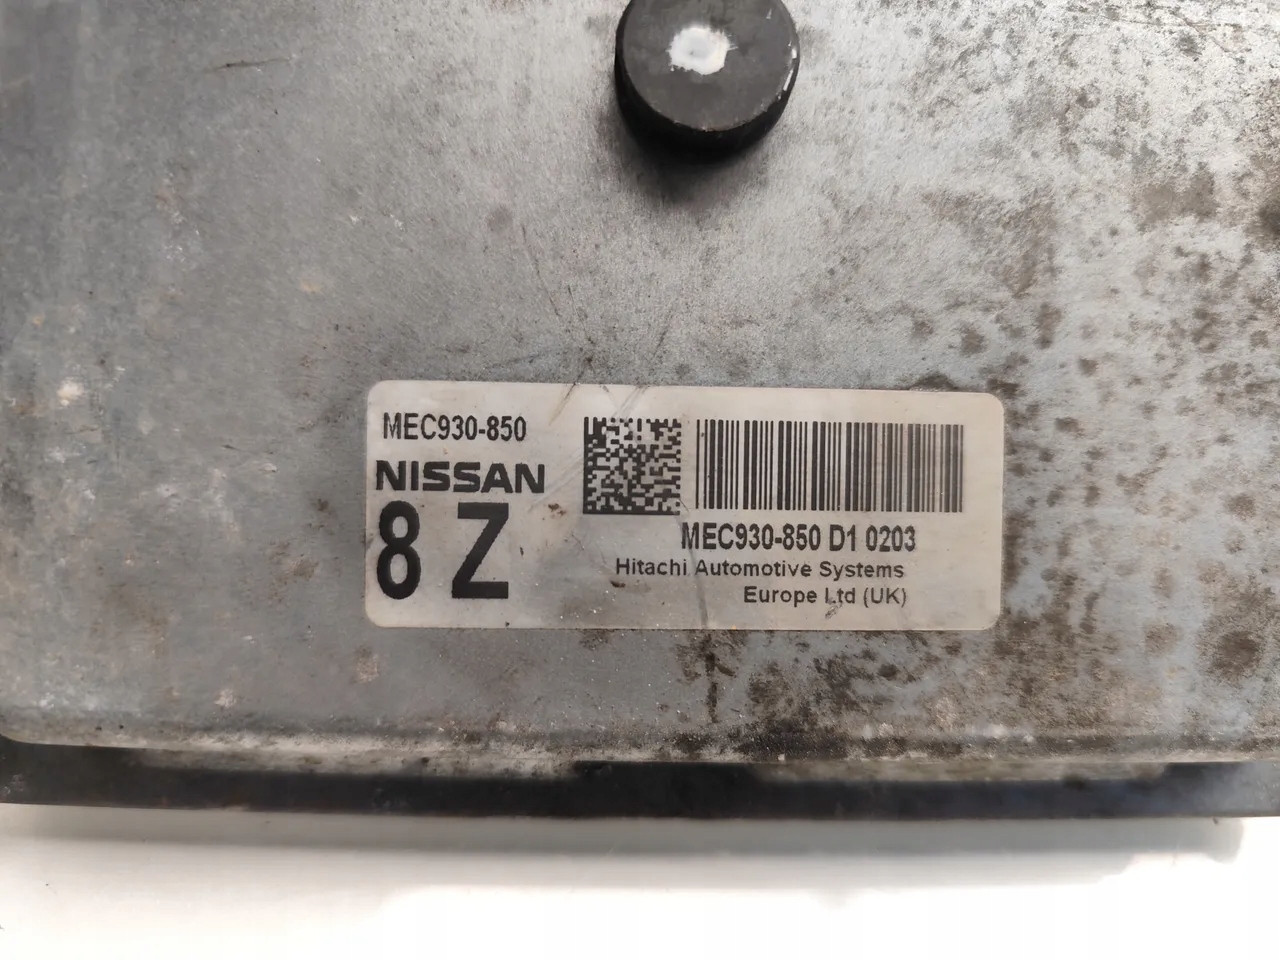 MEC930-850
NISSAN
8 Z
MEC930-850 D1 0203
Hitachi Automotive Systems
Europe Ltd (UK)